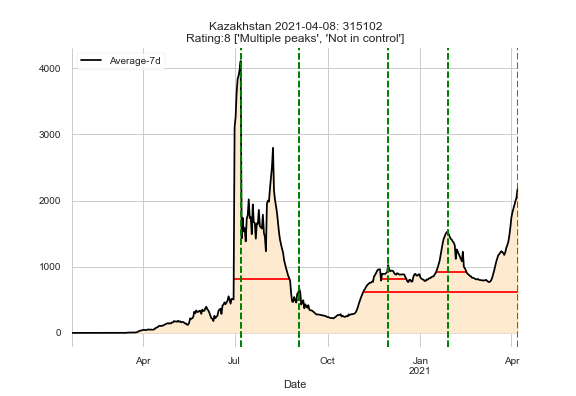 Kazakhstan 2021-04-08: 315102
Rating:8 ['Multiple peaks', 'Not in control']
Average-7d
4000
3000
2000
1000
0
Apr
Jul
Oct
Jan
2021
Apr
Date